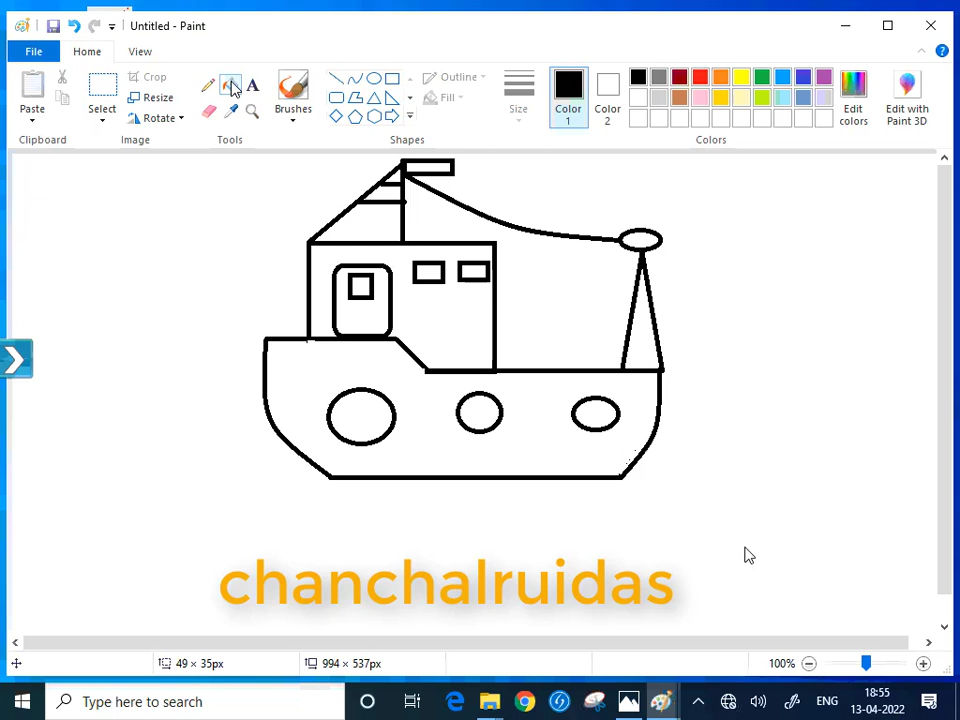 Untitled - Paint
File
Home
View
Paste
Select
Crop
Resize
Rotate
A
Brushes
Outline
Fill
Size
Color
1
Color
2
Edit
colors
Edit with
Paint 3D
Clipboard
Image
Tools
Shapes
Colors
chanchalruidas
49 × 35px
994 × 537px
100%
Type here to search
ENG
18:55
13-04-2022